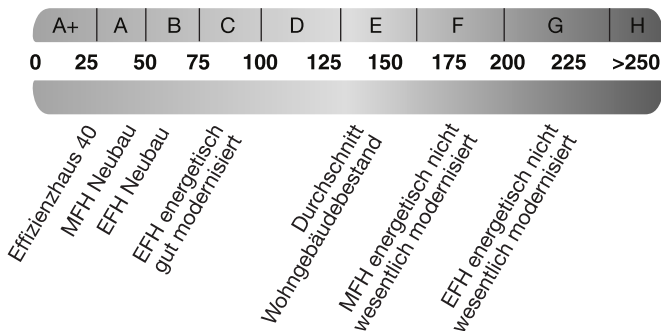 A+ A B C D E F G H
0 25 50 75 100 125 150 175 200 225 >250
Effizienzhaus 40
MFH Neubau
EFH Neubau
EFH energetisch
gut modernisiert
Durchschnitt
Wohngebäudebestand
MFH energetisch nicht
wesentlich modernisiert
EFH energetisch nicht
wesentlich modernisiert